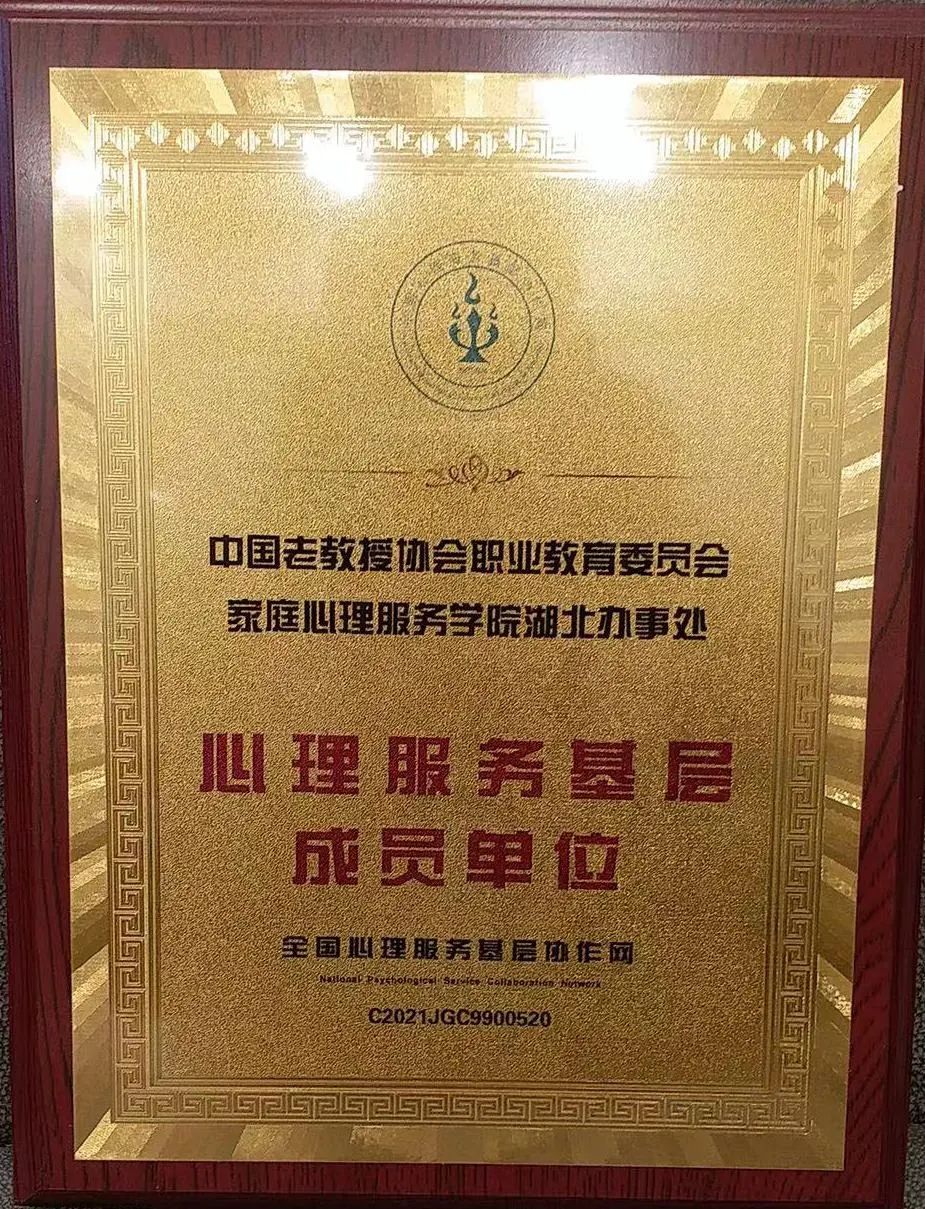 中国老教授协会职业教育委员会
家庭心理服务学院湖北办事处
心理服务基层
成员单位
全国心理服务基层协作网
National Psychological Service Collaboration Network
C2021JGC9900520